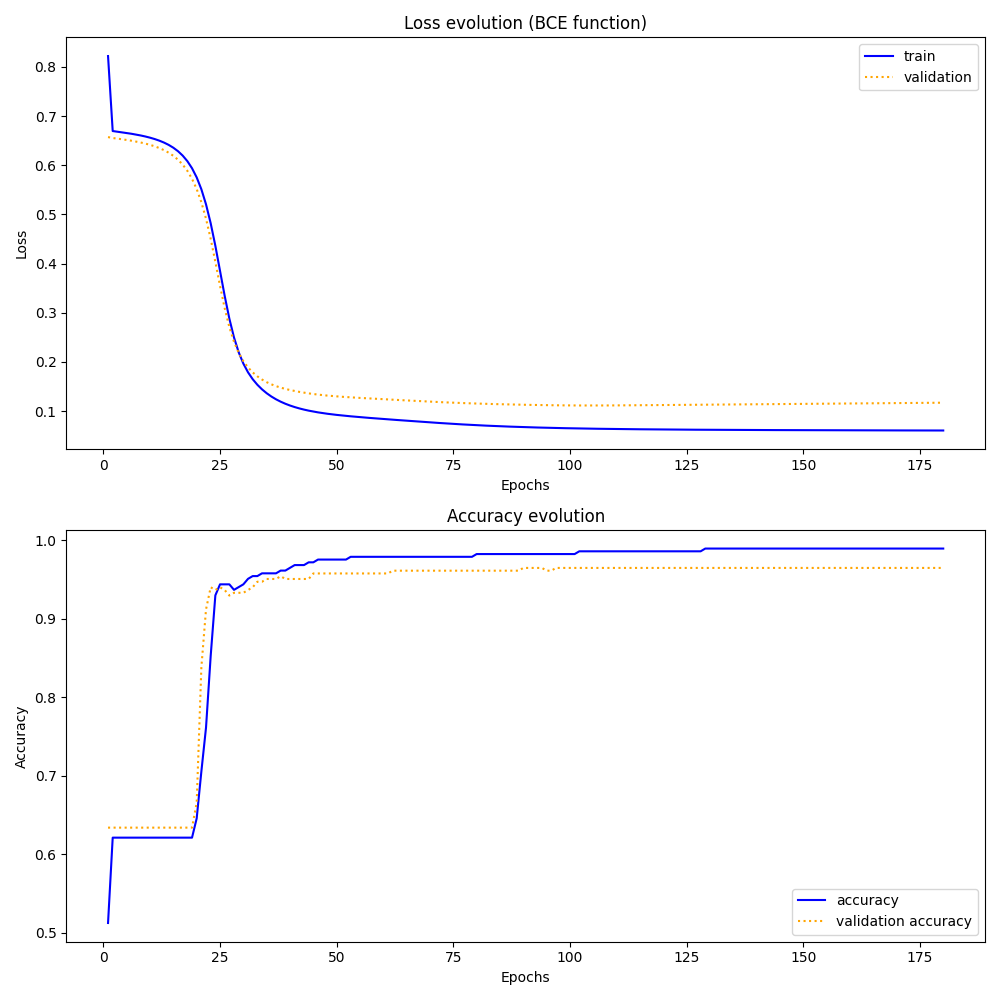 Loss evolution (BCE function)
train
validation
0.8
0.7
0.6
0.5
0.4
0.3
0.2
0.1
Loss
0 25 50 75 100 125 150 175
Epochs
Accuracy evolution
1.0
0.9
0.8
0.7
0.6
0.5
Accuracy
accuracy
validation accuracy
0 25 50 75 100 125 150 175
Epochs